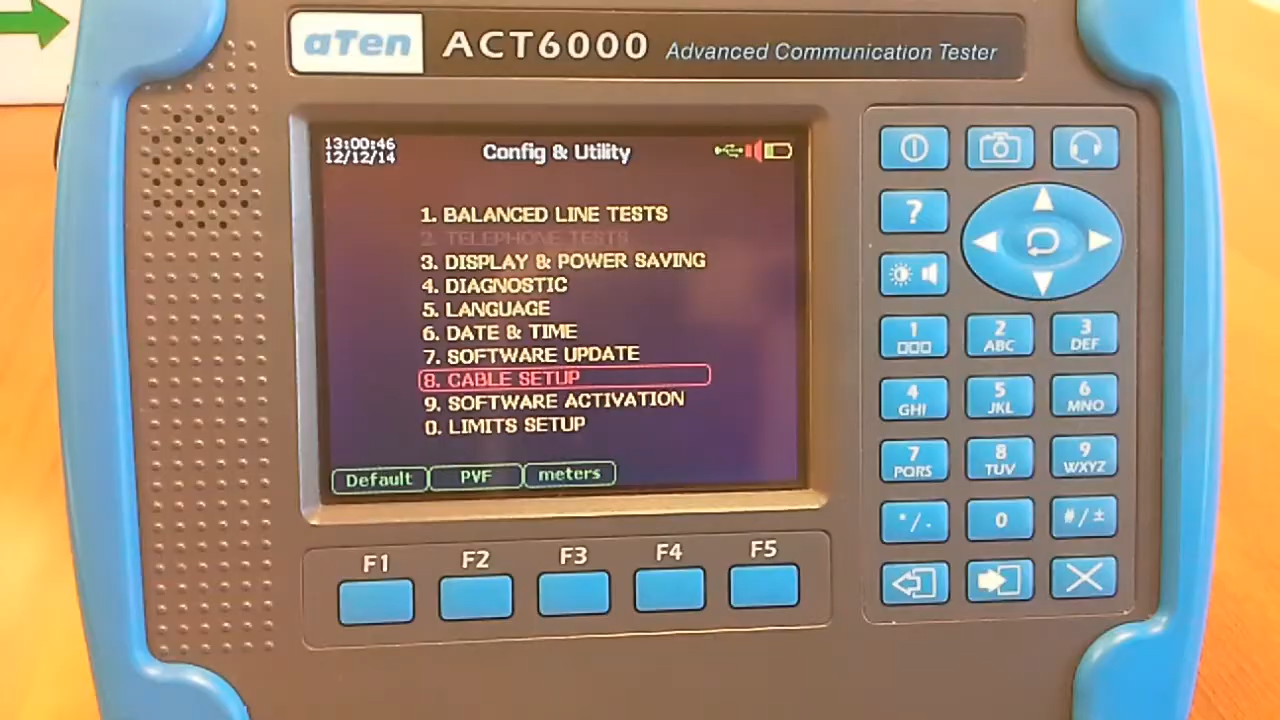 aTen ACT6000 Advanced Communication Tester
13:00:46
12/12/14
Config & Utility
1. BALANCED LINE TESTS
2. TELEPHONE TESTS
3. DISPLAY & POWER SAVING
4. DIAGNOSTIC
5. LANGUAGE
6. DATE & TIME
7. SOFTWARE UPDATE
8. CABLE SETUP
9. SOFTWARE ACTIVATION
0. LIMITS SETUP
Default PVF meters
F1 F2 F3 F4 F5
?
1 2 ABC 3 DEF
4 GHI 5 JKL 6 MNO
7 PQRS 8 TUV 9 WXYZ
*/. 0 #/±